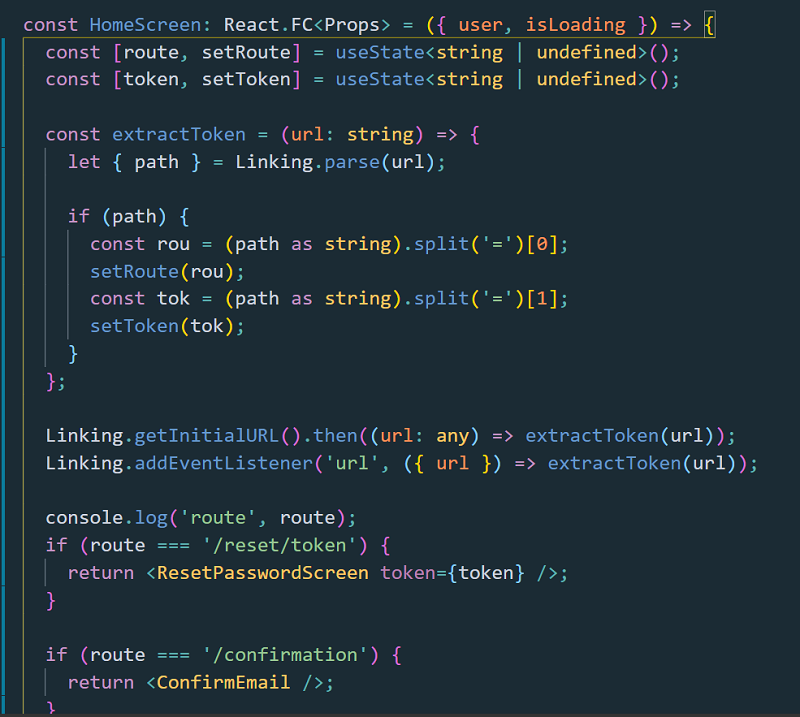 const HomeScreen: React.FC<Props> = ({ user, isLoading }) => {
const [route, setRoute] = useState<string | undefined>();
const [token, setToken] = useState<string | undefined>();
const extractToken = (url: string) => {
let { path } = Linking.parse(url);
if (path) {
const rou = (path as string).split('=')[0];
setRoute(rou);
const tok = (path as string).split('=')[1];
setToken(tok);
}
};
Linking.getInitialURL().then((url: any) => extractToken(url));
Linking.addEventListener('url', ({ url }) => extractToken(url));
console.log('route', route);
if (route === '/reset/token') {
return <ResetPasswordScreen token={token} />;
}
if (route === '/confirmation') {
return <ConfirmEmail />;
}